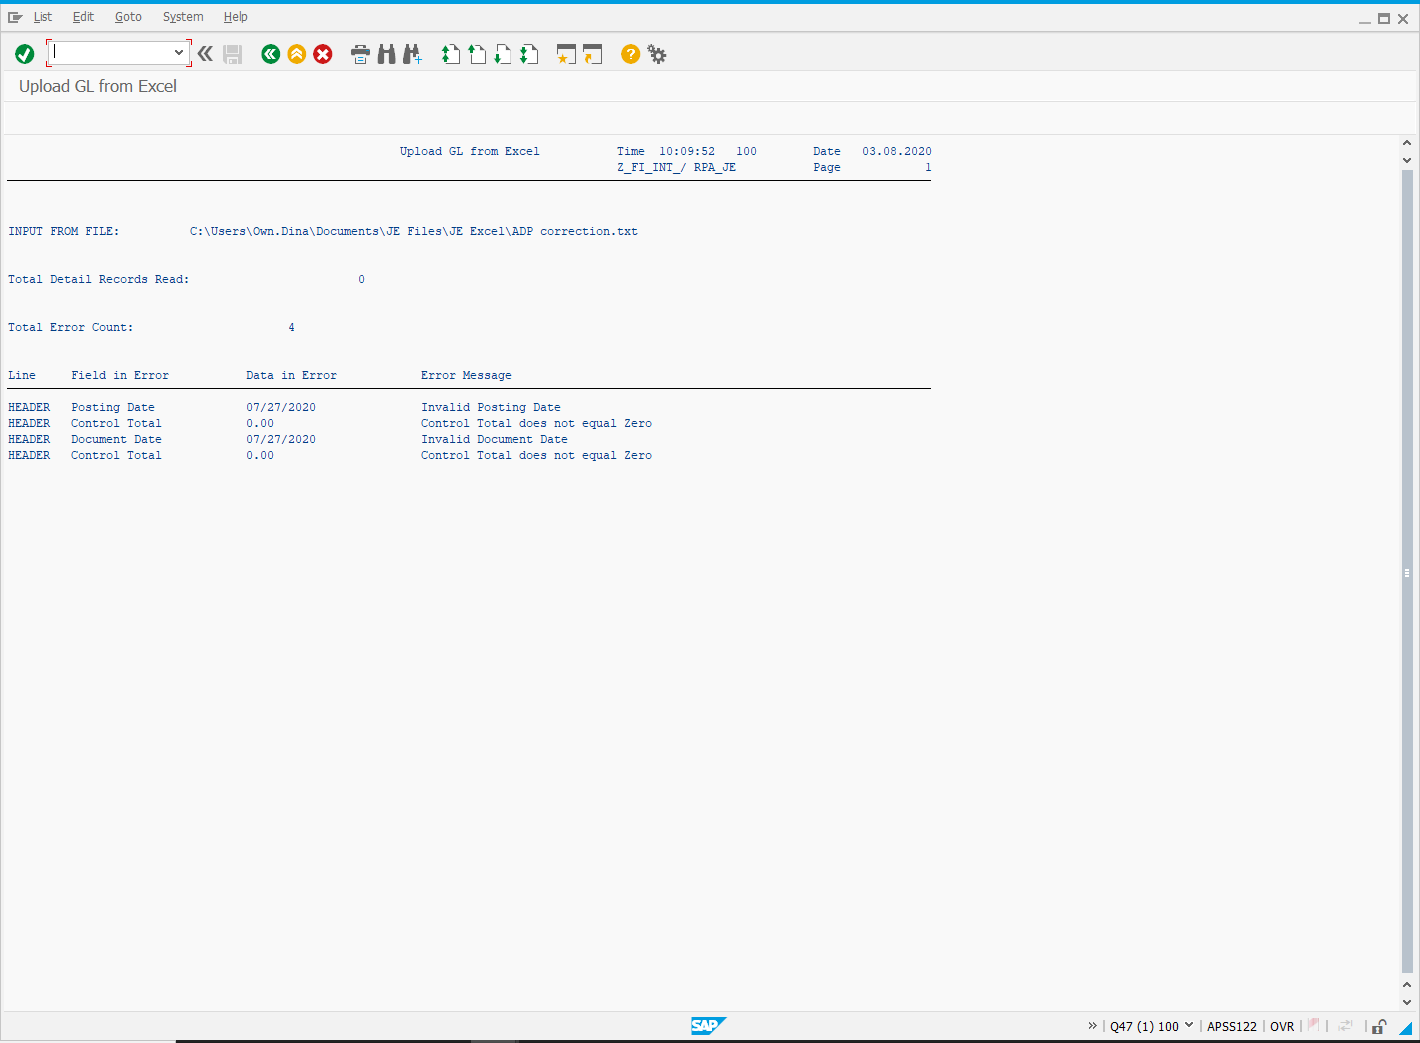 List Edit Goto System Help
Upload GL from Excel
Upload GL from Excel Time 10:09:52 100 Date 03.08.2020
Z_FI_INT_/ RPA_JE Page 1
INPUT FROM FILE: C:\Users\Own.Dina\Documents\JE Files\JE Excel\ADP correction.txt
Total Detail Records Read: 0
Total Error Count: 4
Line Field in Error Data in Error Error Message
HEADER Posting Date 07/27/2020 Invalid Posting Date
HEADER Control Total 0.00 Control Total does not equal Zero
HEADER Document Date 07/27/2020 Invalid Document Date
HEADER Control Total 0.00 Control Total does not equal Zero
SAP Q47 (1) 100 APSS122 OVR